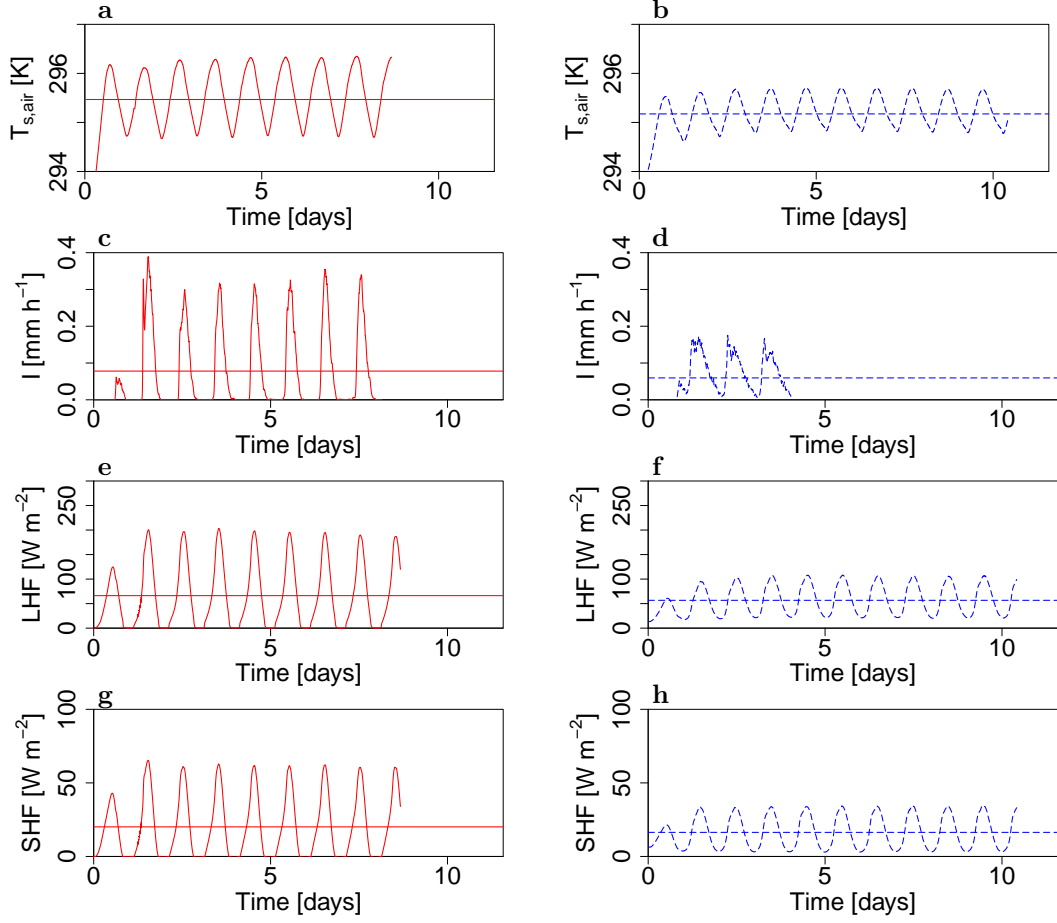 a
T_s,air [K]
294 296
0 5 10
Time [days]
b
T_s,air [K]
294 296
0 5 10
Time [days]
c
I [mm h⁻¹]
0.0 0.2 0.4
0 5 10
Time [days]
d
I [mm h⁻¹]
0.0 0.2 0.4
0 5 10
Time [days]
e
LHF [W m⁻²]
0 100 250
0 5 10
Time [days]
f
LHF [W m⁻²]
0 100 250
0 5 10
Time [days]
g
SHF [W m⁻²]
0 50 100
0 5 10
Time [days]
h
SHF [W m⁻²]
0 50 100
0 5 10
Time [days]